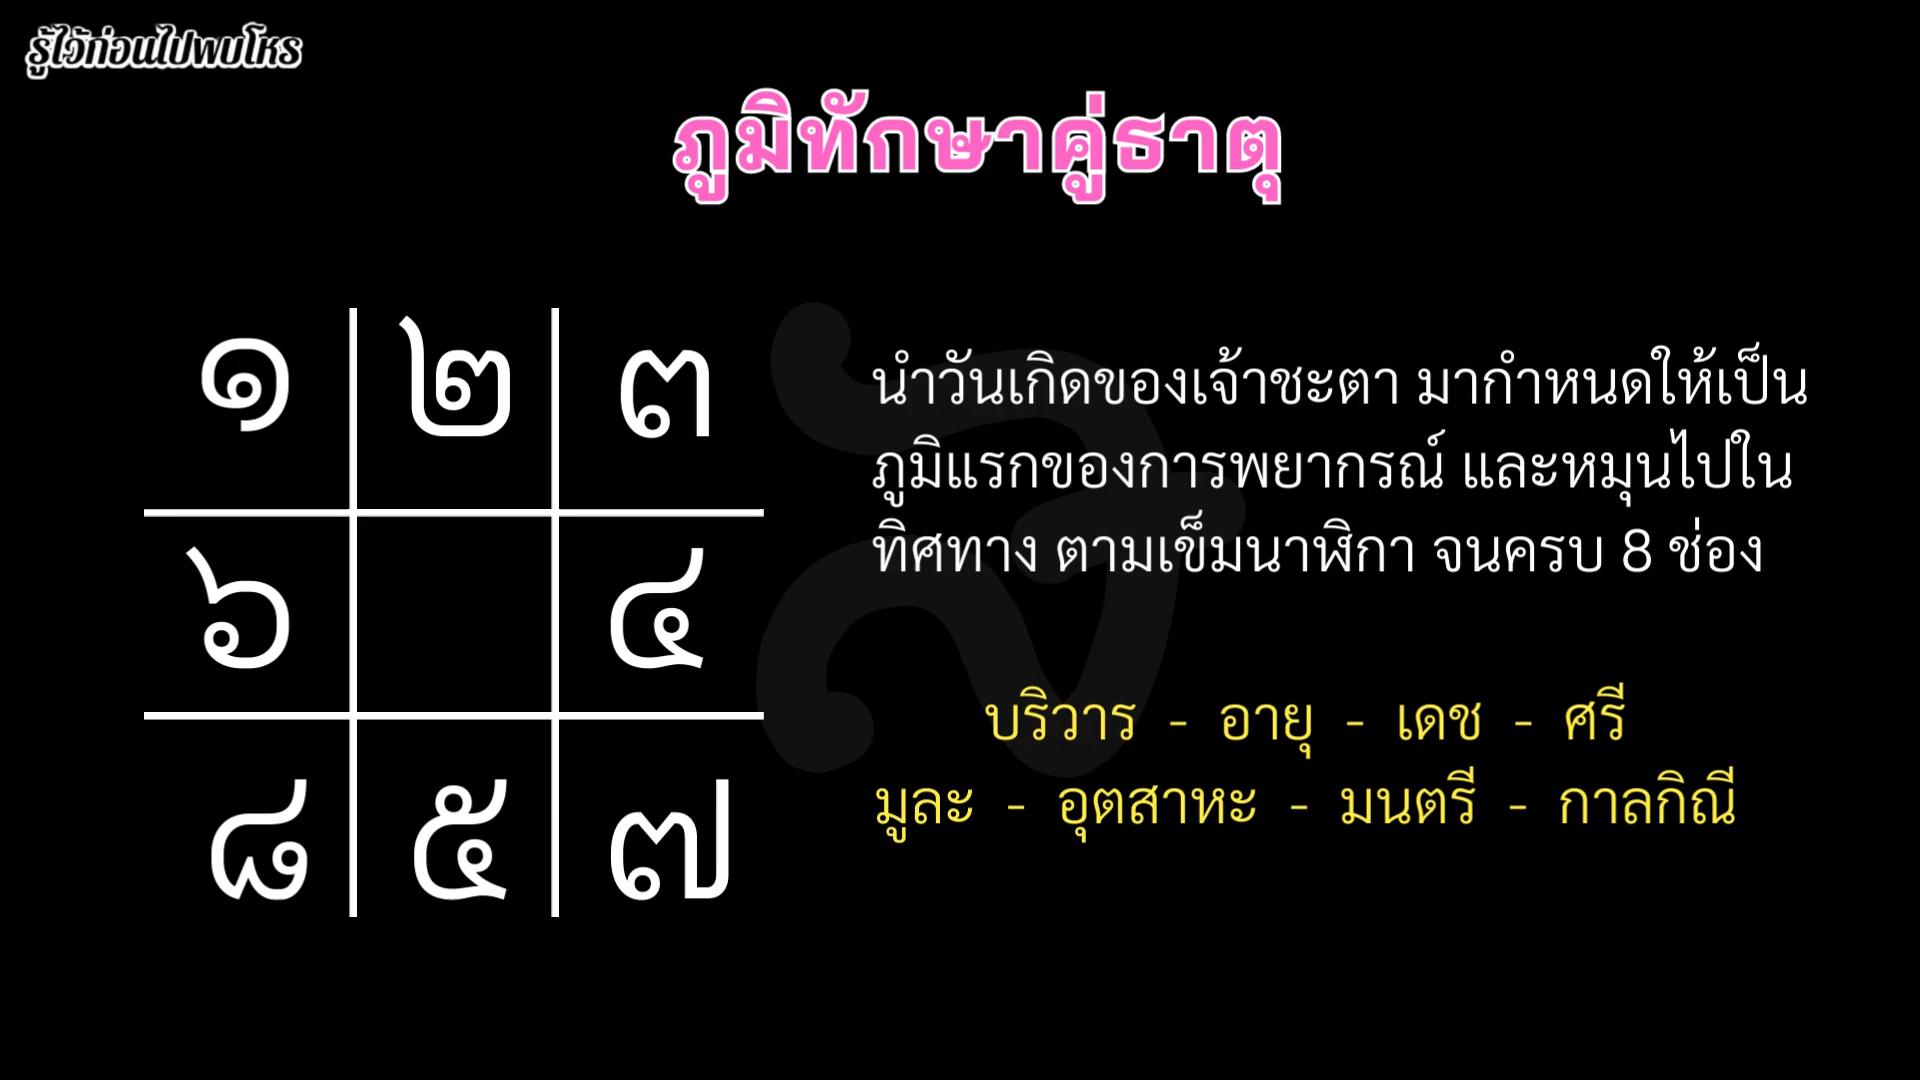 รู้ไว้ก่อนไปพบโหร
ภูมิทักษาคู่ธาตุ
๑ ๒ ๓
๖ ๔
๘ ๕ ๗
นำวันเกิดของเจ้าชะตา มากำหนดให้เป็น
ภูมิแรกของการพยากรณ์ และหมุนไปใน
ทิศทาง ตามเข็มนาฬิกา จนครบ 8 ช่อง
บริวาร - อายุ - เดช - ศรี
มูละ - อุตสาหะ - มนตรี - กาลกิณี